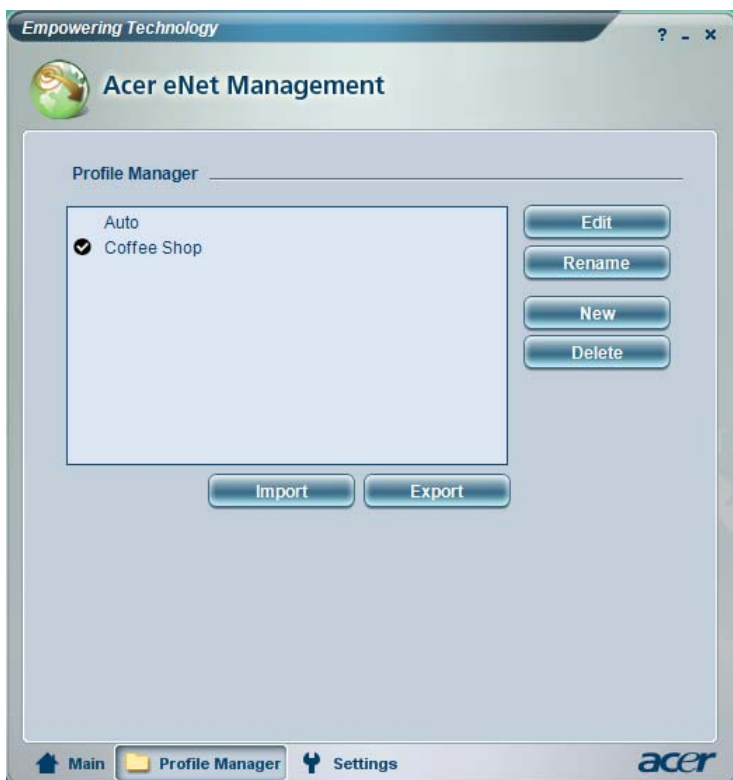 Empowering Technology
? - ×
Acer eNet Management
Profile Manager
Auto
Coffee Shop
Edit
Rename
New
Delete
Import Export
Main Profile Manager Settings acer